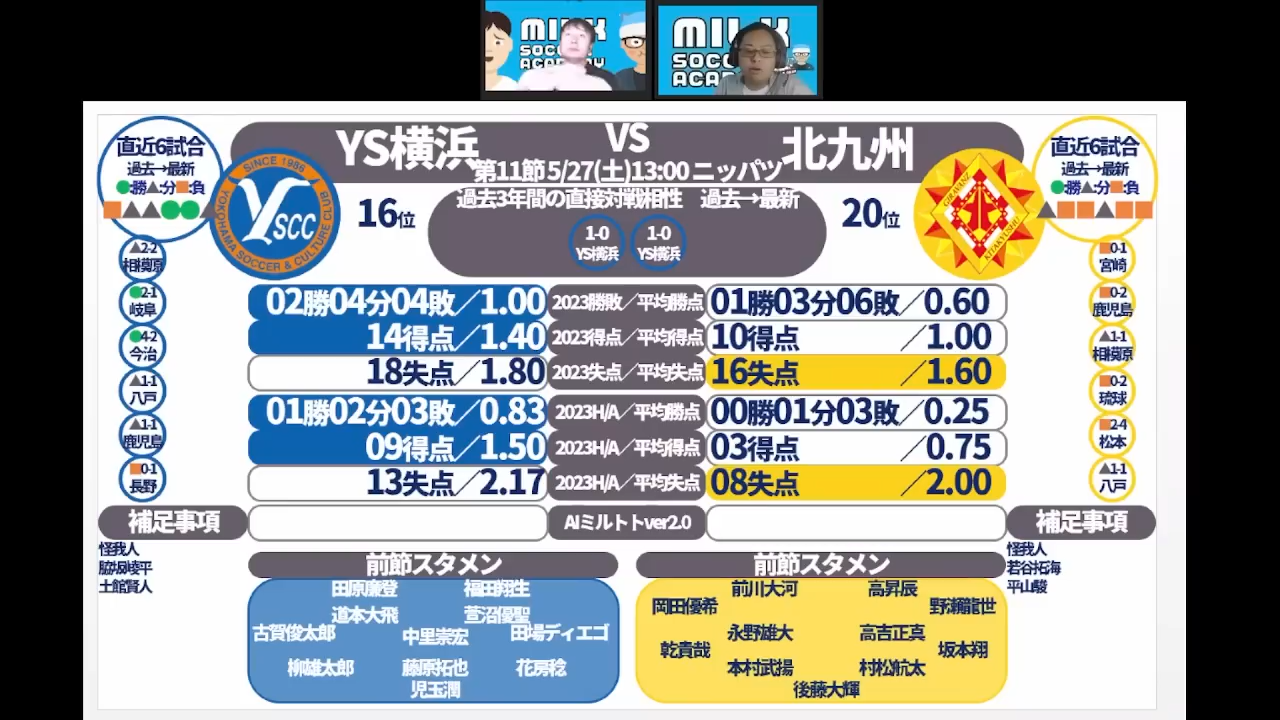 MILK
SOCCER
ACADEMY
MILK
SOC
ACAD
YS横浜
VS
北九州
第11節 5/27(土)13:00 ニッパツ
過去3年間の直接対戦相性 過去→最新
1-0
YS横浜
1-0
YS横浜
直近6試合
過去→最新
●:勝▲:分■:負
16位
SINCE 1986
YSCC
YOKOHAMA SOCCER & CULTURE CLUB
20位
GIRAVANZ
KITAKYUSHU
直近6試合
過去→最新
●:勝▲:分■:負
▲2-2
相模原
●2-1
岐阜
●4-2
今治
▲1-1
八戸
▲1-1
鹿児島
■0-1
長野
02勝04分04敗/1.00 2023勝敗/平均勝点 01勝03分06敗/0.60
14得点/1.40 2023得点/平均得点 10得点/1.00
18失点/1.80 2023失点/平均失点 16失点/1.60
01勝02分03敗/0.83 2023H/A/平均勝点 00勝01分03敗/0.25
09得点/1.50 2023H/A/平均得点 03得点/0.75
13失点/2.17 2023H/A/平均失点 08失点/2.00
AIミルトトver2.0
■0-1
宮崎
■0-2
鹿児島
▲1-1
相模原
■0-2
琉球
■2-4
松本
▲1-1
八戸
補足事項
怪我人
脇坂崚平
土館賢人
前節スタメン
田原廉登 福田翔生
道本大飛 菅沼優聖
古賀俊太郎 中里崇宏 田場ディエゴ
柳雄太郎 藤原拓也 花房稔
児玉潤
前節スタメン
前川大河 高昇辰
岡田優希 野瀬龍世
永野雄大 高吉正真
乾貴哉 坂本翔
本村武揚 村松航太
後藤大輝
補足事項
怪我人
若谷拓海
平山駿